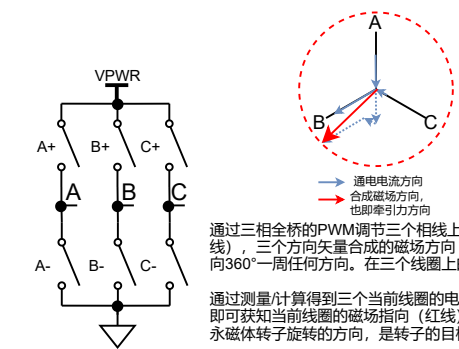 VPWR
A+ B+ C+
A B C
A- B- C-
A
B
C
通电电流方向
合成磁场方向，
也即牵引力方向
通过三相全桥的PWM调节三个相线上
线），三个方向矢量合成的磁场方向
向360°一周任何方向。在三个线圈上
通过测量/计算得到三个当前线圈的电
即可获知当前线圈的磁场指向（红线）
永磁体转子旋转的方向，是转子的目